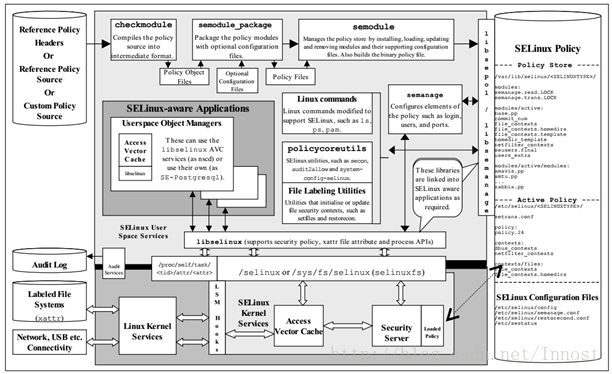 Reference Policy
Headers
Or
Reference Policy
Source
Or
Custom Policy
Source
checkmodule
Compiles the policy
source into
intermediate format.
semodule_package
Package the policy modules
with optional configuration
files.
semodule
Manages the policy store by installing, loading, updating
and removing modules and their supporting configuration
files. Also builds the binary policy file.
Policy Object
Files
Optional
Configuration
Files
Policy Files
libsepol / libsemanage
SELinux-aware Applications
Userspace Object Managers
Access
Vector
Cache
libselinux
These can use the
libselinux AVC
services (as nscd) or
use their own (as
SE-Postgresql).
Linux commands
Linux commands modified to
support SELinux, such as ls,
ps, pam.
policycoreutils
SELinux utilities, such as secon,
audit2allow and system-
config-selinux.
File Labeling Utilities
Utilities that initialise or update
file security contexts, such as
setfiles and restorecon.
semanage
Configures elements of
the policy such as login,
users, and ports.
These libraries
are linked into
SELinux aware
applications as
required.
SELinux User
Space Services
libselinux (supports security policy, xattr file attribute and process APIs)
Audit Log
Audit
Services
/proc/self/task/
<tid>/attr/<attr>
/selinux or /sys/fs/selinux (selinuxfs)
Labeled File
Systems
(xattr)
Network, USB etc.
Connectivity
Linux Kernel
Services
LSM Hooks
SELinux
Kernel
Services
Access
Vector Cache
Security
Server
Loaded
Policy
SELinux Policy
Policy Store
/var/lib/selinux/<SELINUXTYPE>/
modules:
semanage.read.LOCK
semanage.trans.LOCK
modules/active:
base.pp
commit_num
file_contexts
file_contexts.homedirs
file_contexts.template
homedir_template
netfilter_contexts
seusers.final
users_extra
modules/active/modules:
amavis.pp
amtu.pp
...
zabbix.pp
Active Policy
/etc/selinux/<SELINUXTYPE>/
setrans.conf
policy:
policy.24
contexts:
dbus_contexts
netfilter_contexts
contexts/files:
file_contexts
file_contexts.homedirs
SELinux Configuration Files
/etc/selinux/config
/etc/selinux/semanage.conf
/etc/selinux/restorecond.conf
/etc/sestatus